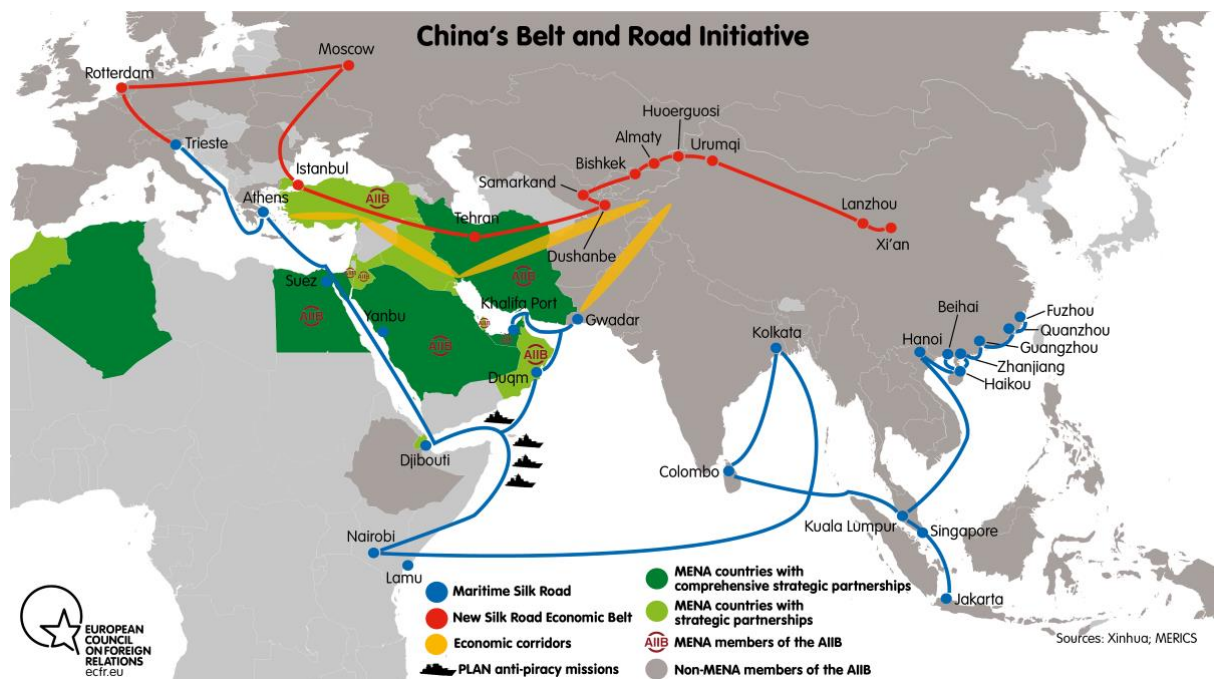 China's Belt and Road Initiative
Moscow
Rotterdam
Trieste
Istanbul
Athens
Huoerguosi
Almaty
Urumqi
Bishkek
Samarkand
Lanzhou
Xi'an
Tehran
Dushanbe
AIIB
AIIB
AIIB
AIIB
AIIB
Suez
Yanbu
Khalifa Port
Gwadar
Duqm
Djibouti
Nairobi
Lamu
Kolkata
Colombo
Hanoi
Beihai
Fuzhou
Quanzhou
Guangzhou
Zhanjiang
Haikou
Kuala Lumpur
Singapore
Jakarta
Maritime Silk Road
New Silk Road Economic Belt
Economic corridors
PLAN anti-piracy missions
MENA countries with
comprehensive strategic partnerships
MENA countries with
strategic partnerships
AIIB MENA members of the AIIB
Non-MENA members of the AIIB
Sources: Xinhua; MERICS
EUROPEAN
COUNCIL
ON FOREIGN
RELATIONS
ecfr.eu